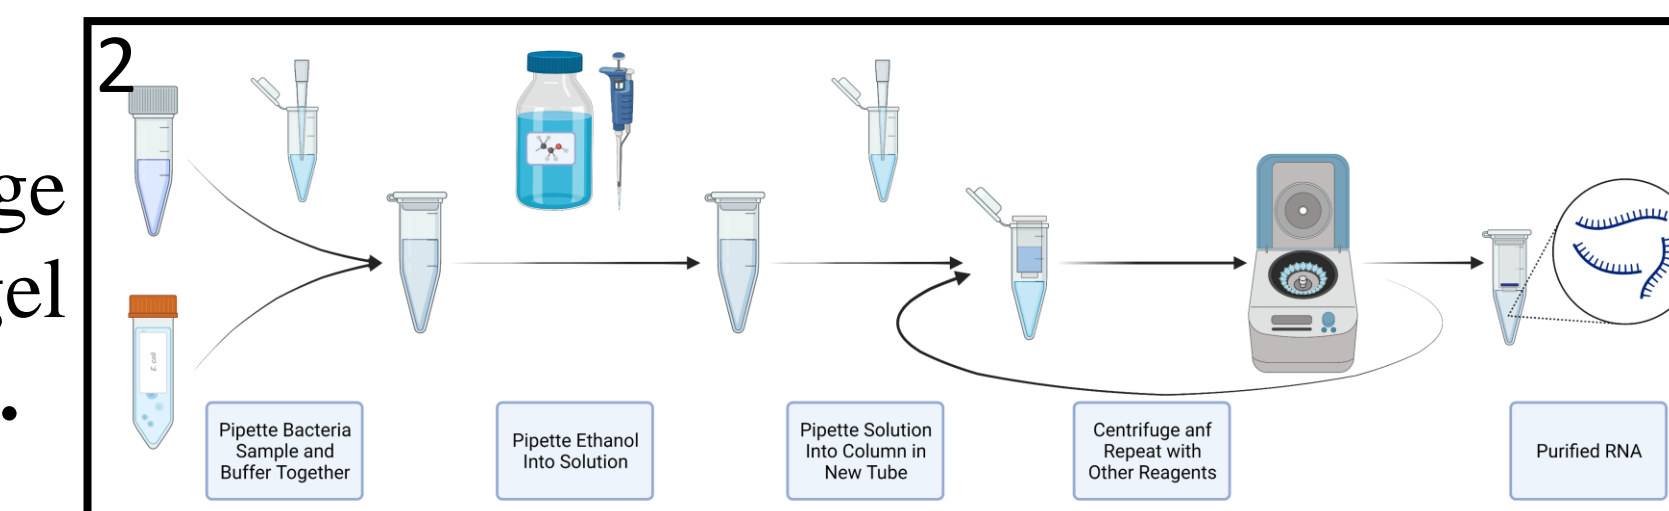 2
ge
gel
.
E. coli
Pipette Bacteria
Sample and
Buffer Together
Pipette Ethanol
Into Solution
Pipette Solution
Into Column in
New Tube
Centrifuge anf
Repeat with
Other Reagents
Purified RNA